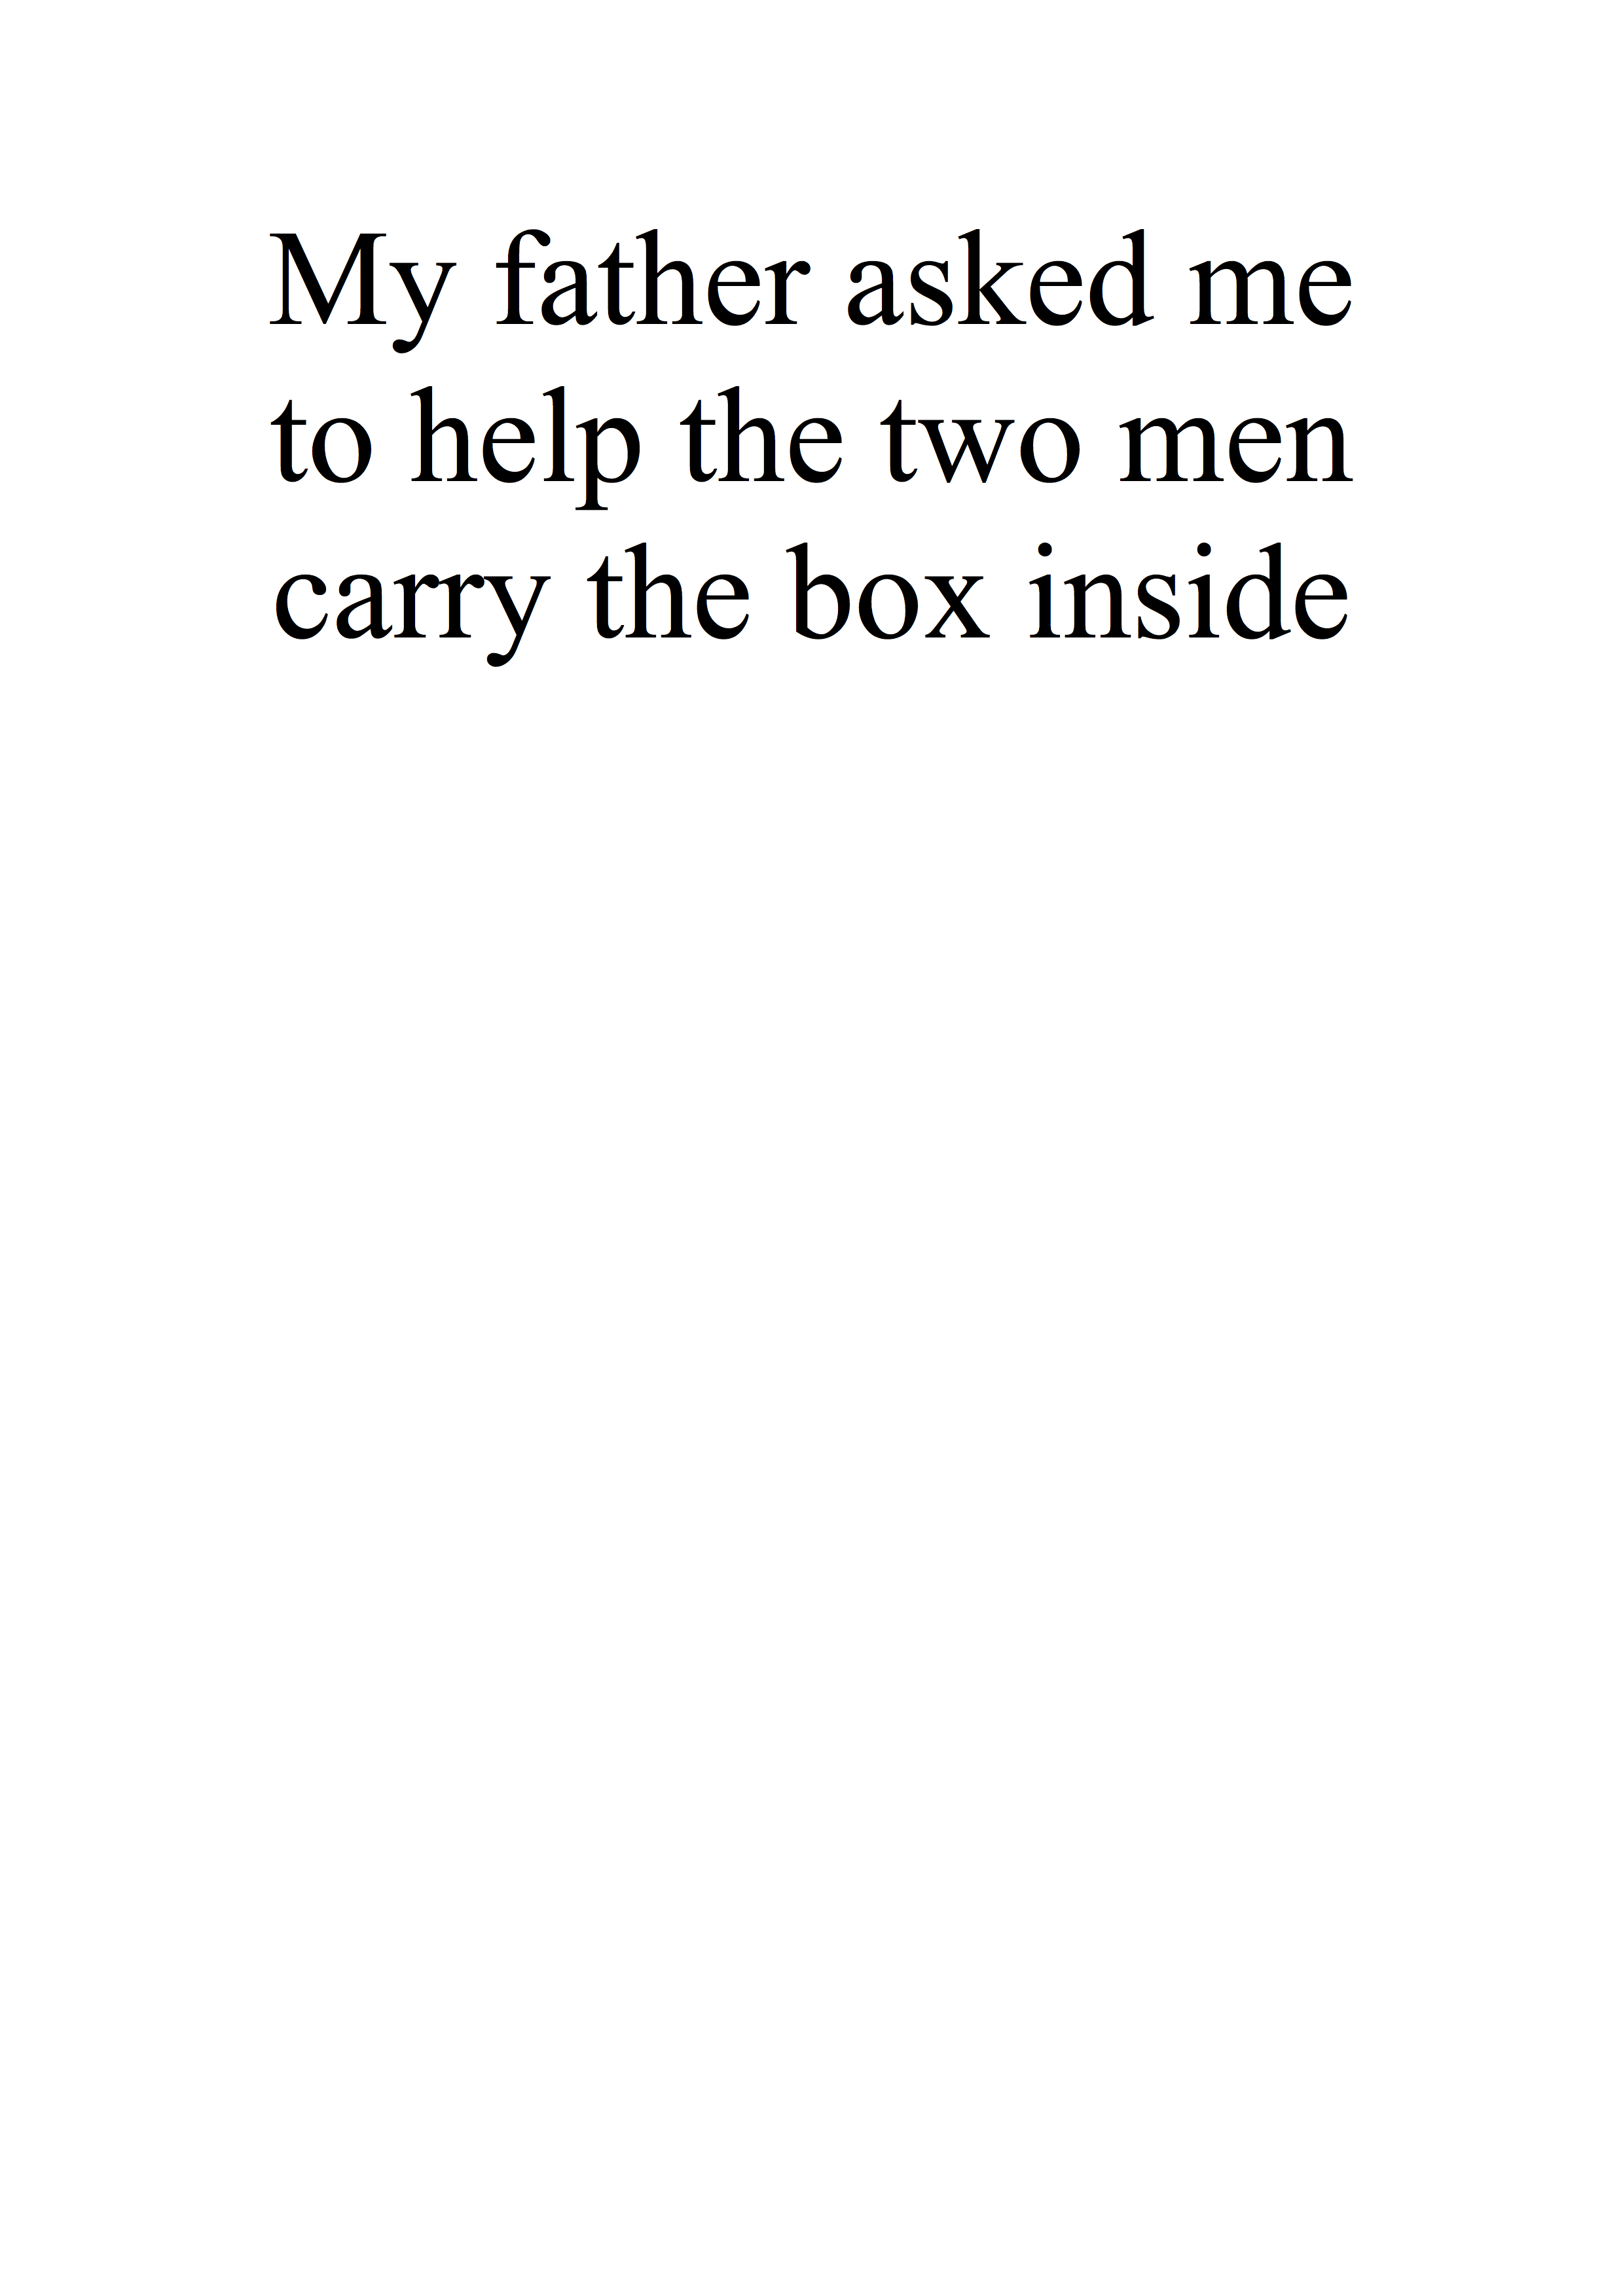 My father asked me
to help the two men
carry the box inside